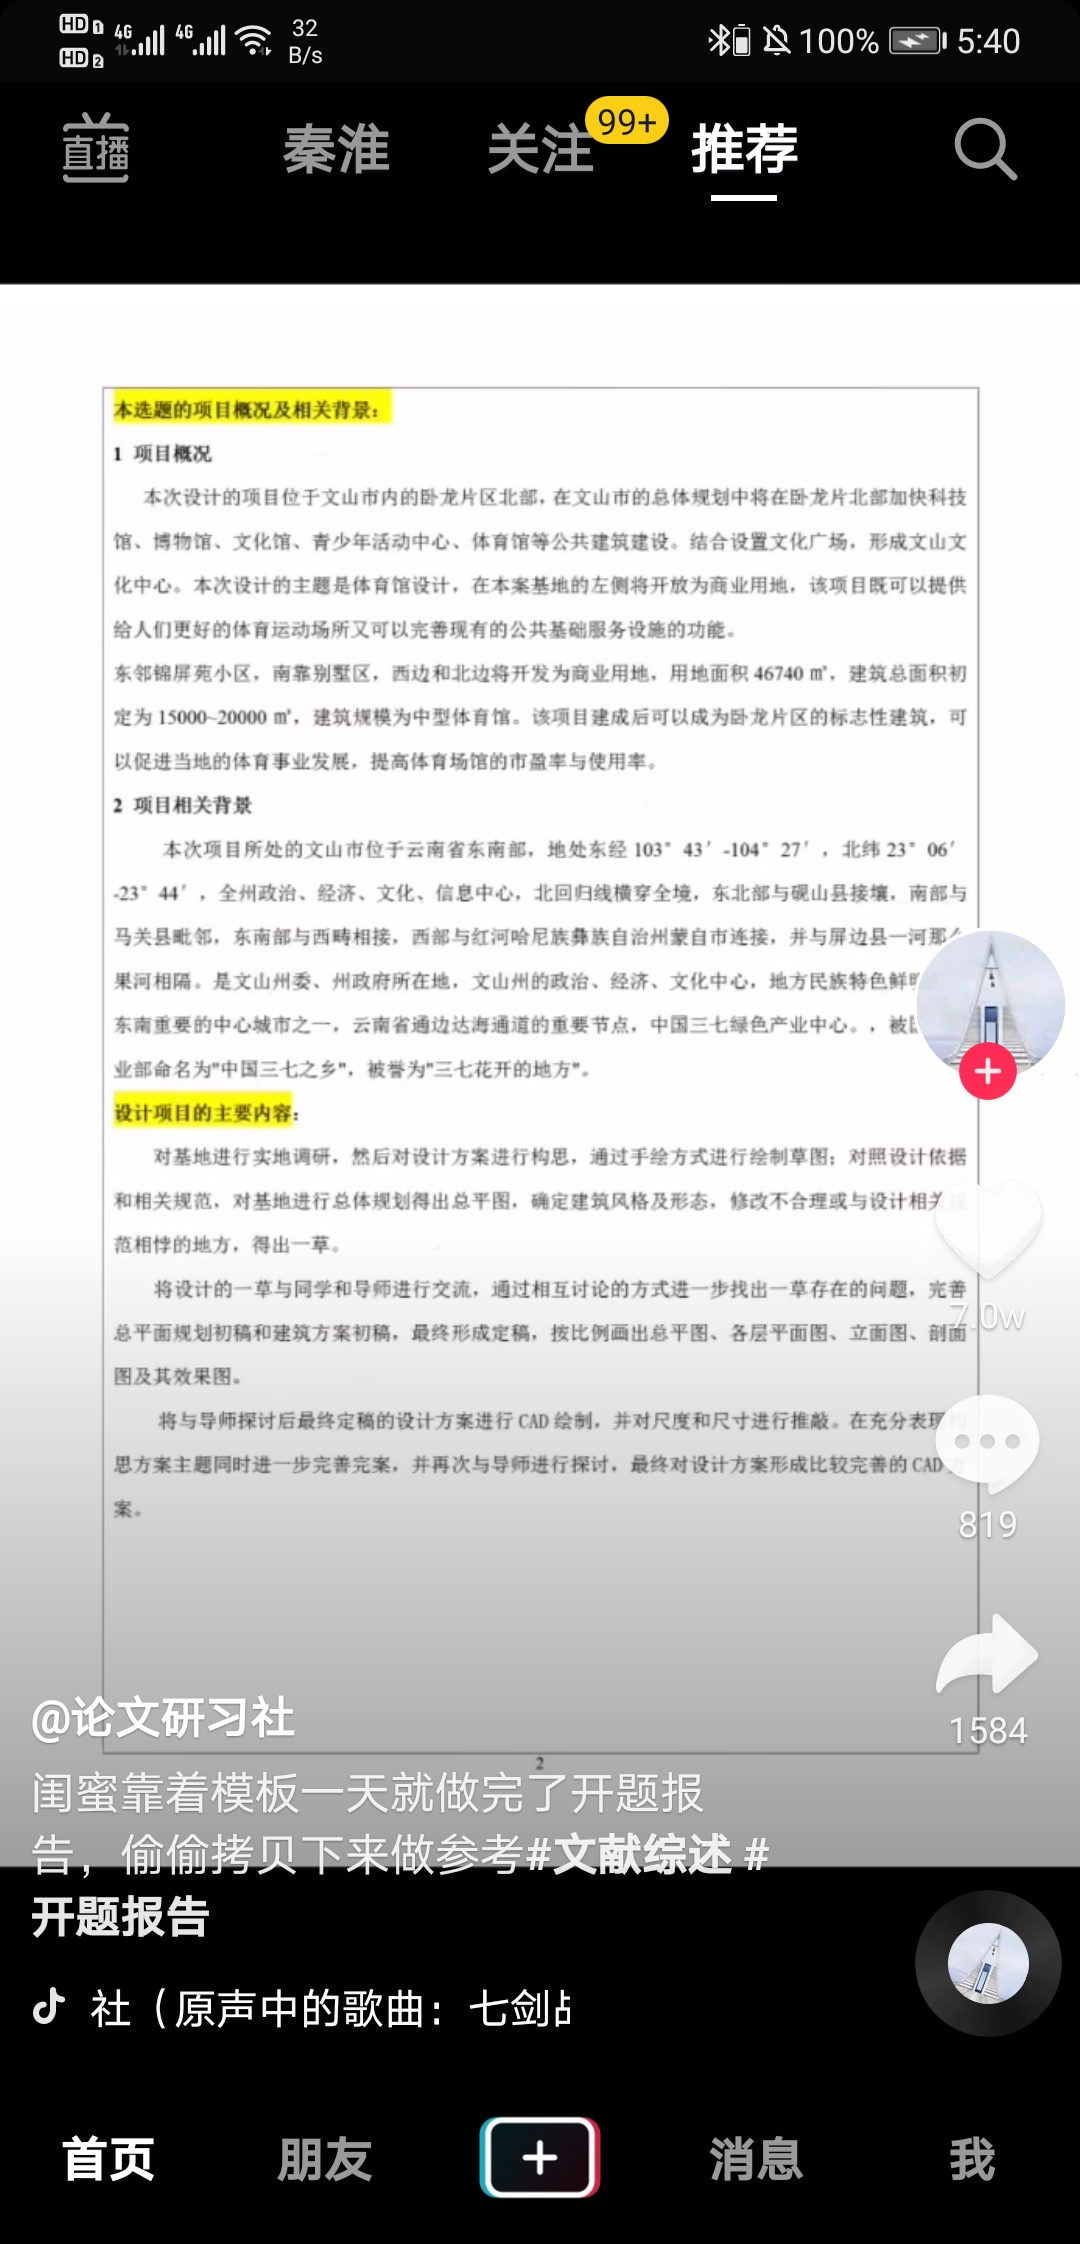 HD 1 4G 4G 32 B/s 100% 5:40
HD 2
直播 秦淮 关注 99+ 推荐
本选题的项目概况及相关背景：
1 项目概况
本次设计的项目位于文山市内的卧龙片区北部，在文山市的总体规划中将在卧龙片北部加快科技
馆、博物馆、文化馆、青少年活动中心、体育馆等公共建筑建设。结合设置文化广场，形成文山文
化中心。本次设计的主题是体育馆设计，在本案基地的左侧将开放为商业用地，该项目既可以提供
给人们更好的体育运动场所又可以完善现有的公共基础服务设施的功能。
东邻锦屏苑小区，南靠别墅区，西边和北边将开发为商业用地，用地面积 46740 ㎡，建筑总面积初
定为 15000~20000 ㎡，建筑规模为中型体育馆。该项目建成后可以成为卧龙片区的标志性建筑，可
以促进当地的体育事业发展，提高体育场馆的市盈率与使用率。
2 项目相关背景
本次项目所处的文山市位于云南省东南部，地处东经 103°43′-104°27′，北纬 23°06′
-23°44′，全州政治、经济、文化、信息中心，北回归线横穿全境，东北部与砚山县接壤，南部与
马关县毗邻，东南部与西畴相接，西部与红河哈尼族彝族自治州蒙自市连接，并与屏边县一河那么
果河相隔。是文山州委、州政府所在地，文山州的政治、经济、文化中心，地方民族特色鲜
东南重要的中心城市之一，云南省通边达海通道的重要节点，中国三七绿色产业中心。，被
业部命名为"中国三七之乡"，被誉为"三七花开的地方"。
设计项目的主要内容：
对基地进行实地调研，然后对设计方案进行构思，通过手绘方式进行绘制草图；对照设计依据
和相关规范，对基地进行总体规划得出总平图，确定建筑风格及形态，修改不合理或与设计相关规
范相悖的地方，得出一草。
将设计的一草与同学和导师进行交流，通过相互讨论的方式进一步找出一草存在的问题，完善
总平面规划初稿和建筑方案初稿，最终形成定稿，按比例画出总平图、各层平面图、立面图、剖面
图及其效果图。
将与导师探讨后最终定稿的设计方案进行 CAD 绘制，并对尺度和尺寸进行推敲。在充分表现构
思方案主题同时进一步完善完案，并再次与导师进行探讨，最终对设计方案形成比较完善的 CAD 方
案。
2
7.0w
819
1584
@论文研习社
闺蜜靠着模板一天就做完了开题报
告，偷偷拷贝下来做参考#文献综述 #
开题报告
社（原声中的歌曲：七剑
首页 朋友 消息 我